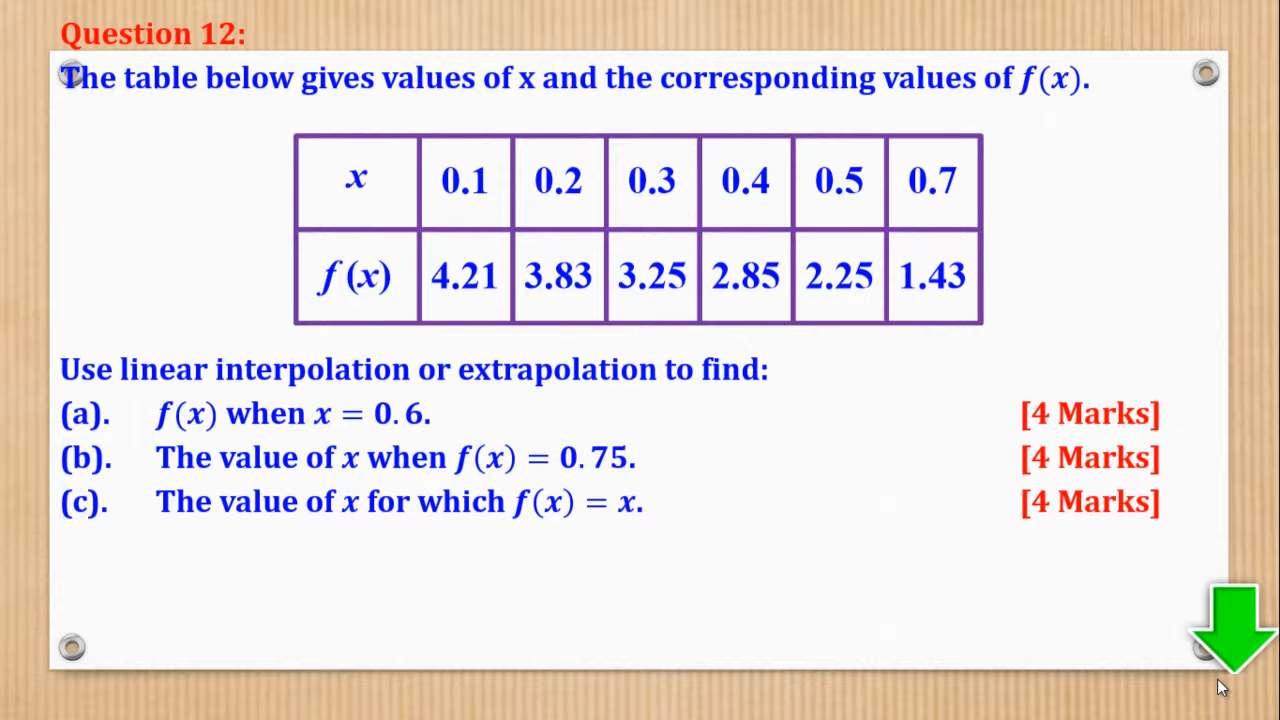 Question 12:
The table below gives values of x and the corresponding values of f(x).
x 0.1 0.2 0.3 0.4 0.5 0.7
f(x) 4.21 3.83 3.25 2.85 2.25 1.43
Use linear interpolation or extrapolation to find:
(a). f(x) when x = 0.6. [4 Marks]
(b). The value of x when f(x) = 0.75. [4 Marks]
(c). The value of x for which f(x) = x. [4 Marks]